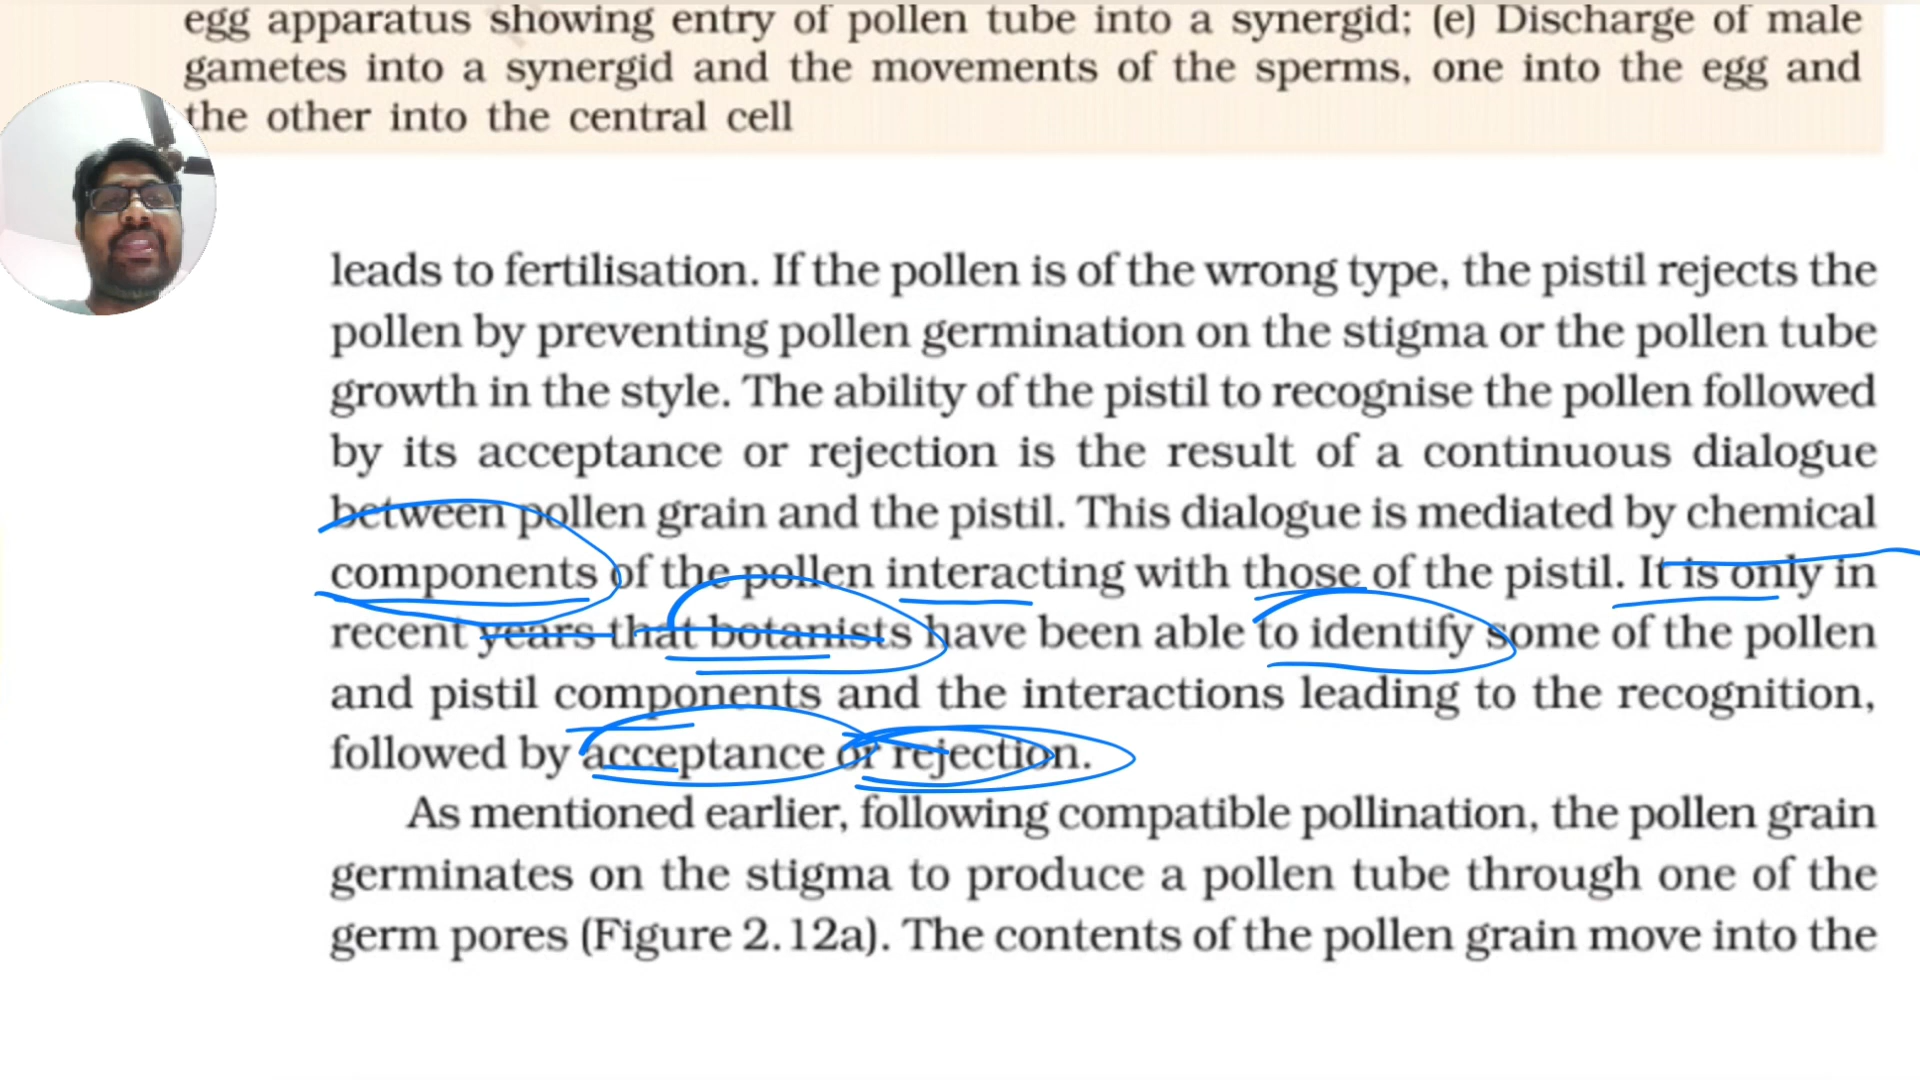 egg apparatus showing entry of pollen tube into a synergid; (e) Discharge of male
gametes into a synergid and the movements of the sperms, one into the egg and
the other into the central cell
leads to fertilisation. If the pollen is of the wrong type, the pistil rejects the
pollen by preventing pollen germination on the stigma or the pollen tube
growth in the style. The ability of the pistil to recognise the pollen followed
by its acceptance or rejection is the result of a continuous dialogue
between pollen grain and the pistil. This dialogue is mediated by chemical
components of the pollen interacting with those of the pistil. It is only in
recent years that botanists have been able to identify some of the pollen
and pistil components and the interactions leading to the recognition,
followed by acceptance or rejection.
As mentioned earlier, following compatible pollination, the pollen grain
germinates on the stigma to produce a pollen tube through one of the
germ pores (Figure 2.12a). The contents of the pollen grain move into the